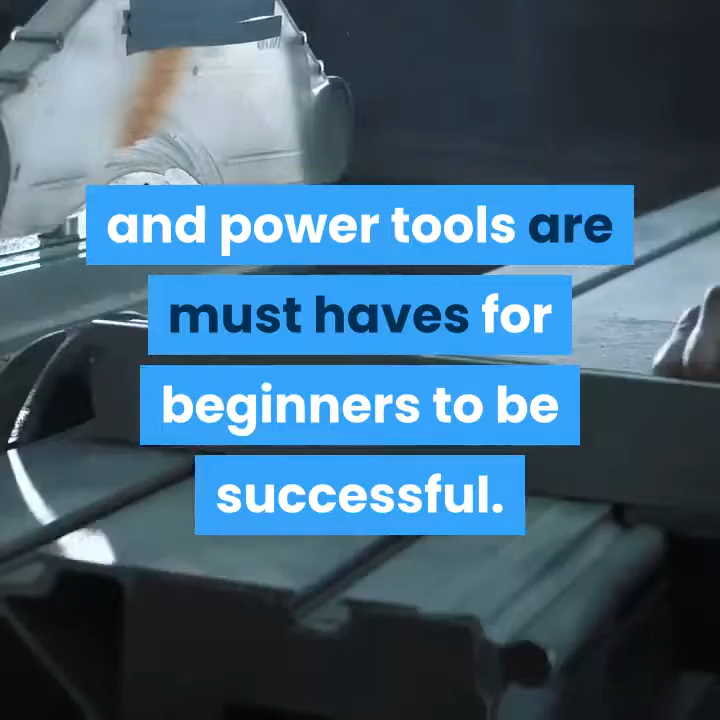 and power tools are
must haves for
beginners to be
successful.